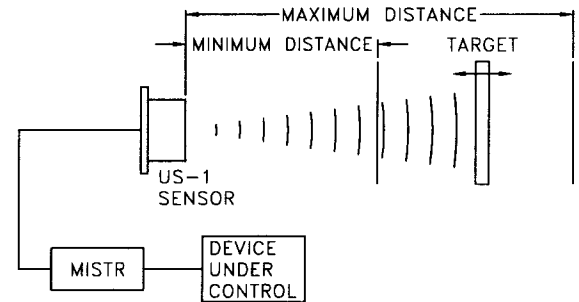 MAXIMUM DISTANCE
MINIMUM DISTANCE
TARGET
US-1
SENSOR
MISTR
DEVICE
UNDER
CONTROL